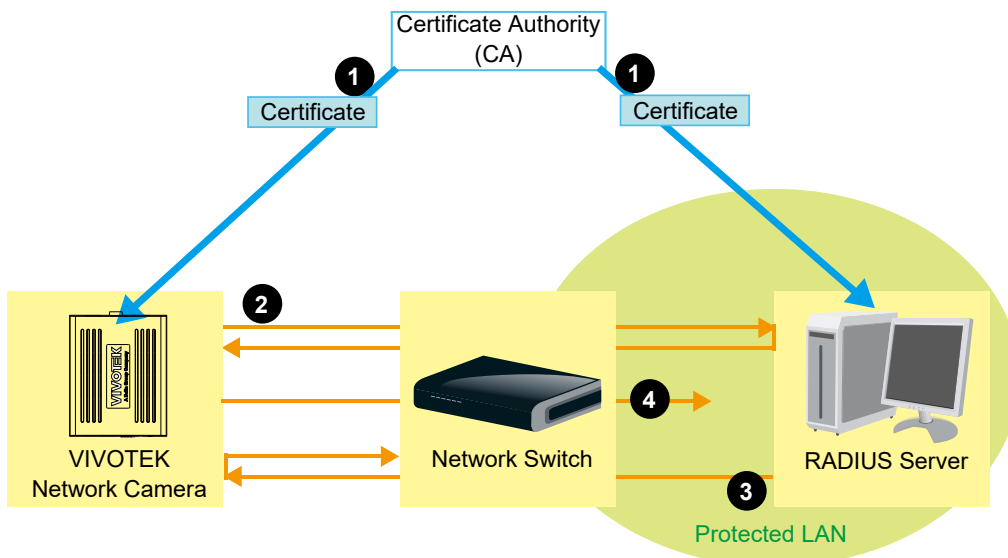 Certificate Authority
(CA)
1
1
Certificate
Certificate
2
VIVOTEK
4
VIVOTEK
Network Camera
Network Switch
RADIUS Server
3
Protected LAN